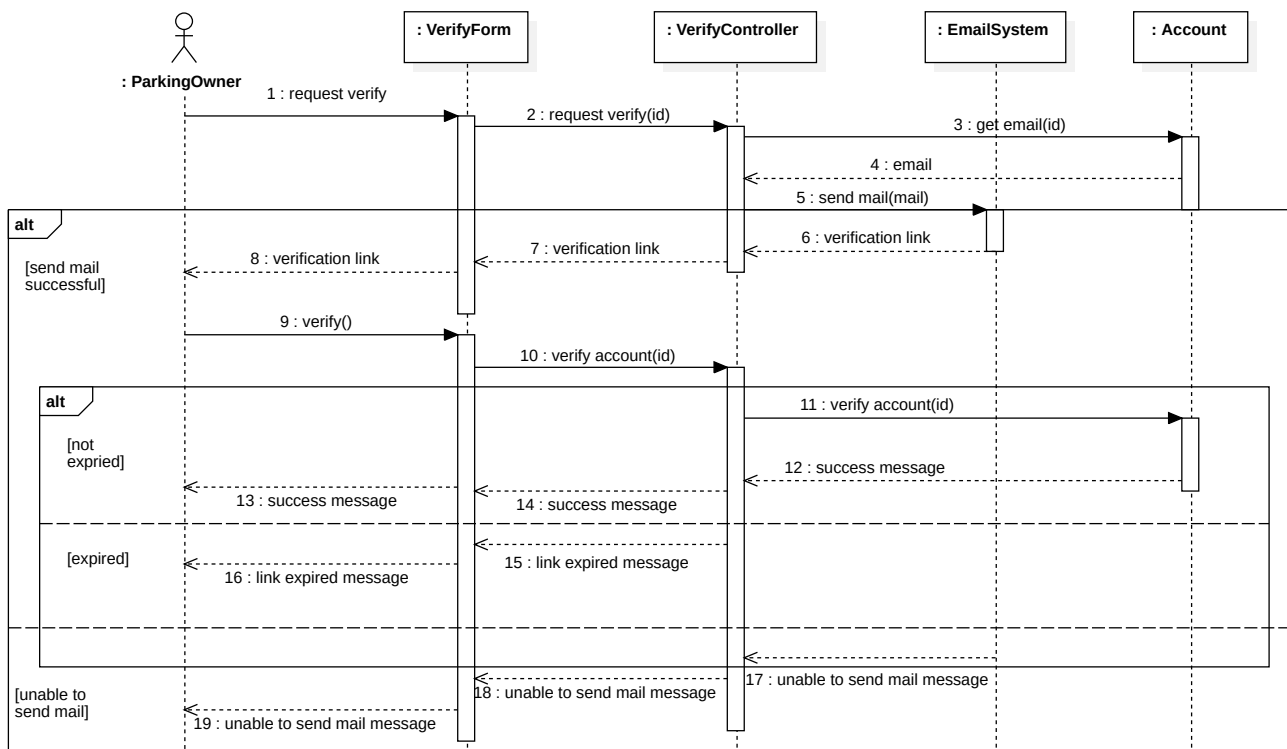 : VerifyForm
: VerifyController
: EmailSystem
: Account
: ParkingOwner
1 : request verify
2 : request verify(id)
3 : get email(id)
4 : email
5 : send mail(mail)
alt
6 : verification link
7 : verification link
8 : verification link
[send mail
successful]
9 : verify()
10 : verify account(id)
alt
11 : verify account(id)
[not
expried]
12 : success message
13 : success message
14 : success message
[expired]
15 : link expired message
16 : link expired message
17 : unable to send mail message
18 : unable to send mail message
[unable to
send mail]
19 : unable to send mail message